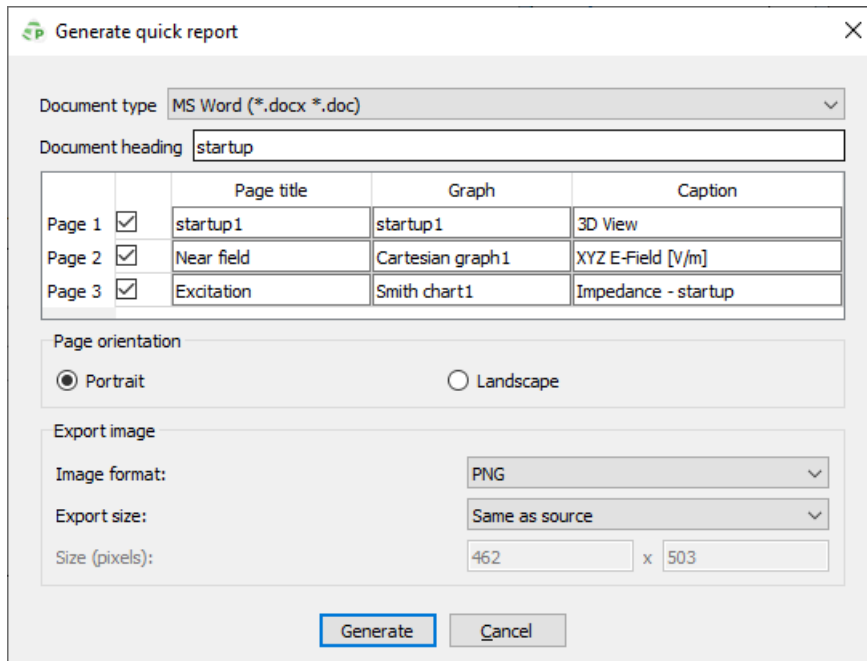 Generate quick report
Document type MS Word (*.docx *.doc)
Document heading startup
Page title Graph Caption
Page 1 startup1 startup1 3D View
Page 2 Near field Cartesian graph1 XYZ E-Field [V/m]
Page 3 Excitation Smith chart1 Impedance - startup
Page orientation
Portrait Landscape
Export image
Image format: PNG
Export size: Same as source
Size (pixels): 462 x 503
Generate Cancel